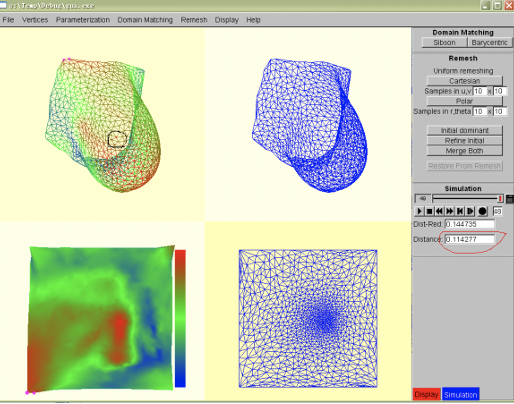 c:\Temp\Debug\gui.exe
File Vertices Parameterization Domain Matching Remesh Display Help
Domain Matching
Sibson Barycentric
Remesh
Uniform remeshing
Cartesian
Samples in u,v 10 x 10
Polar
Samples in r,theta 10 x 10
Initial dominant
Refine Initial
Merge Both
Restore From Remesh
Simulation
48
Dist-Red: 0.144735
Distance: 0.114277
Display Simulation